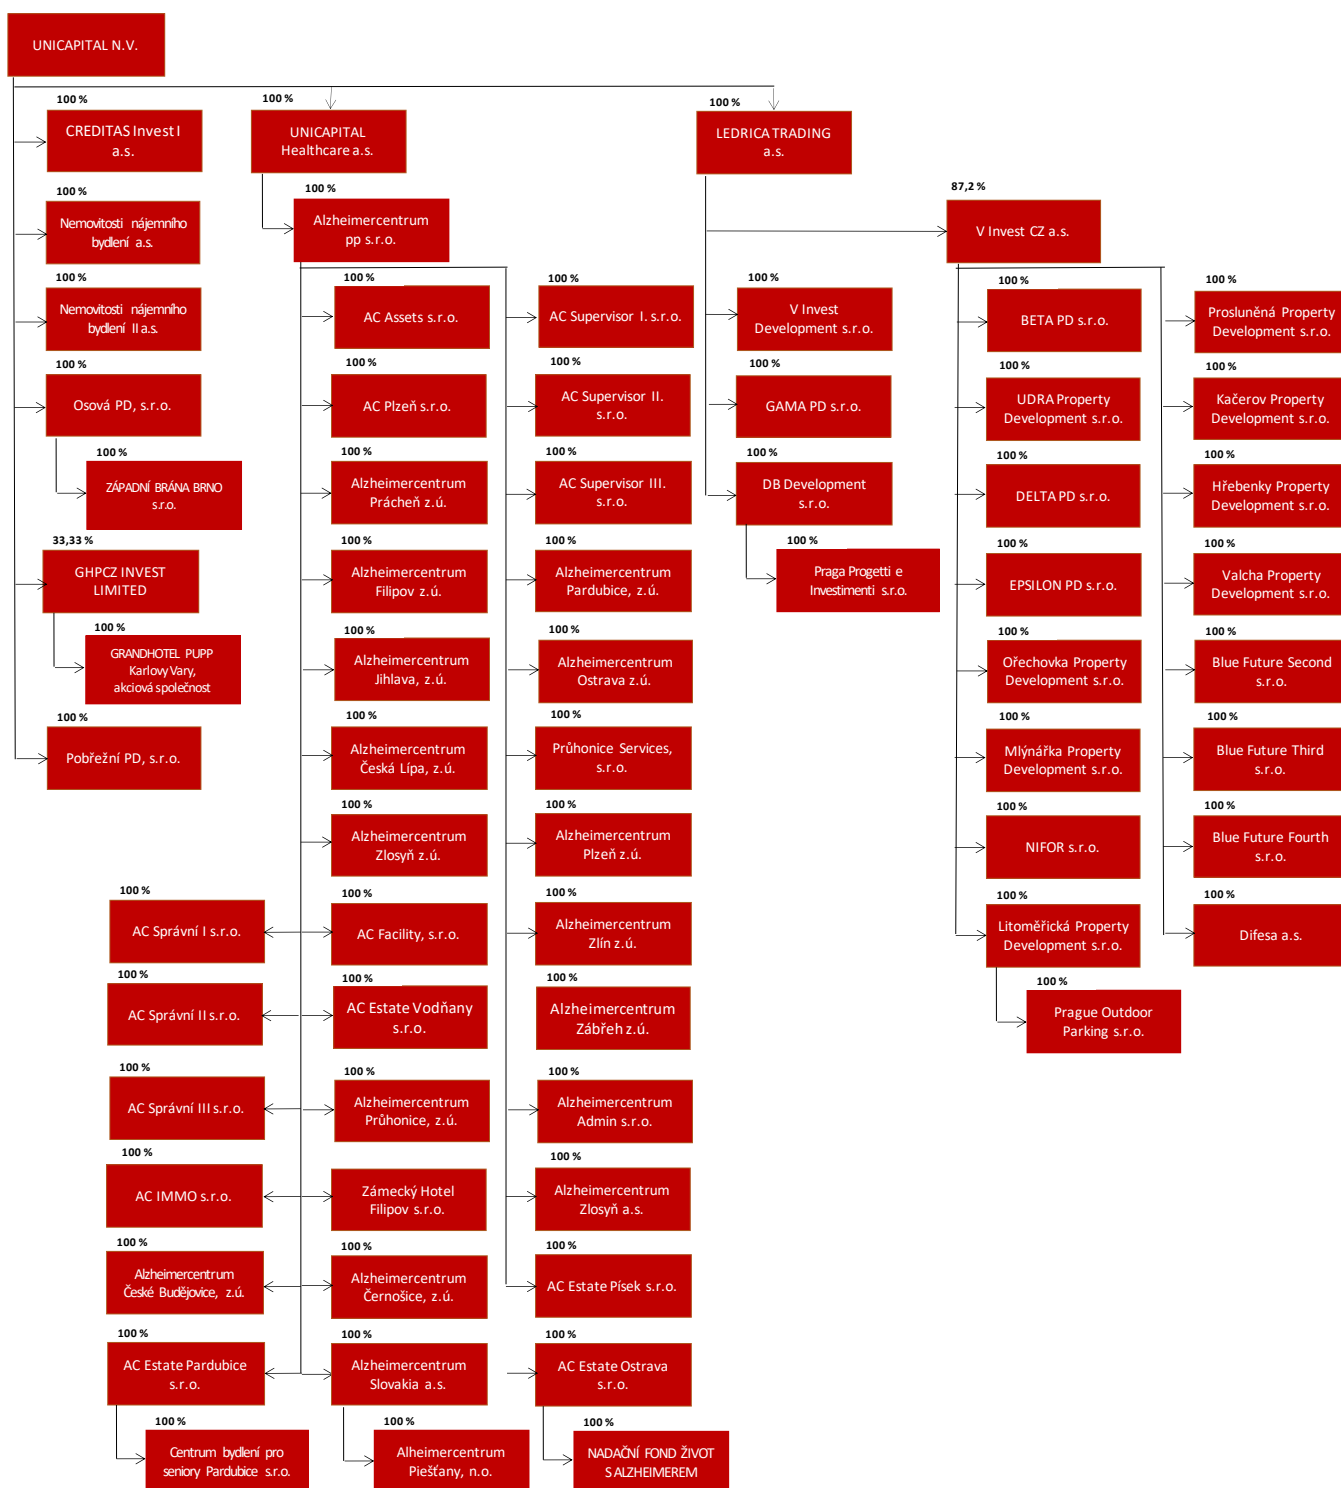 UNICAPITAL N.V.
100 %
CREDITAS Invest I
a.s.
100 %
Nemovitosti nájemního
bydlení a.s.
100 %
Nemovitosti nájemního
bydlení II a.s.
100 %
Osová PD, s.r.o.
100 %
ZÁPADNÍ BRÁNA BRNO
s.r.o.
33,33 %
GHPCZ INVEST
LIMITED
100 %
GRANDHOTEL PUPP
Karlovy Vary,
akciová společnost
100 %
Pobřežní PD, s.r.o.
100 %
UNICAPITAL
Healthcare a.s.
100 %
Alzheimercentrum
pp s.r.o.
100 %
AC Assets s.r.o.
100 %
AC Plzeň s.r.o.
100 %
Alzheimercentrum
Prácheň z.ú.
100 %
Alzheimercentrum
Filipov z.ú.
100 %
Alzheimercentrum
Jihlava, z.ú.
100 %
Alzheimercentrum
Česká Lípa, z.ú.
100 %
Alzheimercentrum
Zlosyň z.ú.
100 %
AC Facility, s.r.o.
100 %
AC Estate Vodňany
s.r.o.
100 %
Alzheimercentrum
Průhonice, z.ú.
100 %
Zámecký Hotel
Filipov s.r.o.
100 %
Alzheimercentrum
Černošice, z.ú.
100 %
Alzheimercentrum
Slovakia a.s.
100 %
Alheimercentrum
Piešťany, n.o.
100 %
AC Správní I s.r.o.
100 %
AC Správní II s.r.o.
100 %
AC Správní III s.r.o.
100 %
AC IMMO s.r.o.
100 %
Alzheimercentrum
České Budějovice, z.ú.
100 %
AC Estate Pardubice
s.r.o.
100 %
Centrum bydlení pro
seniory Pardubice s.r.o.
100 %
AC Supervisor I. s.r.o.
100 %
AC Supervisor II.
s.r.o.
100 %
AC Supervisor III.
s.r.o.
100 %
Alzheimercentrum
Pardubice, z.ú.
100 %
Alzheimercentrum
Ostrava z.ú.
100 %
Průhonice Services,
s.r.o.
100 %
Alzheimercentrum
Plzeň z.ú.
100 %
Alzheimercentrum
Zlín z.ú.
100 %
Alzheimercentrum
Zábřeh z.ú.
100 %
Alzheimercentrum
Admin s.r.o.
100 %
Alzheimercentrum
Zlosyň a.s.
100 %
AC Estate Písek s.r.o.
100 %
AC Estate Ostrava
s.r.o.
100 %
NADAČNÍ FOND ŽIVOT
S ALZHEIMEREM
100 %
LEDRICA TRADING
a.s.
100 %
V Invest
Development s.r.o.
100 %
GAMA PD s.r.o.
100 %
DB Development
s.r.o.
100 %
Praga Progetti e
Investimenti s.r.o.
87,2 %
V Invest CZ a.s.
100 %
BETA PD s.r.o.
100 %
UDRA Property
Development s.r.o.
100 %
DELTA PD s.r.o.
100 %
EPSILON PD s.r.o.
100 %
Ořechovka Property
Development s.r.o.
100 %
Mlýnářka Property
Development s.r.o.
100 %
NIFOR s.r.o.
100 %
Litoměřická Property
Development s.r.o.
100 %
Prague Outdoor
Parking s.r.o.
100 %
Prosluněná Property
Development s.r.o.
100 %
Kačerov Property
Development s.r.o.
100 %
Hřebenky Property
Development s.r.o.
100 %
Valcha Property
Development s.r.o.
100 %
Blue Future Second
s.r.o.
100 %
Blue Future Third
s.r.o.
100 %
Blue Future Fourth
s.r.o.
100 %
Difesa a.s.